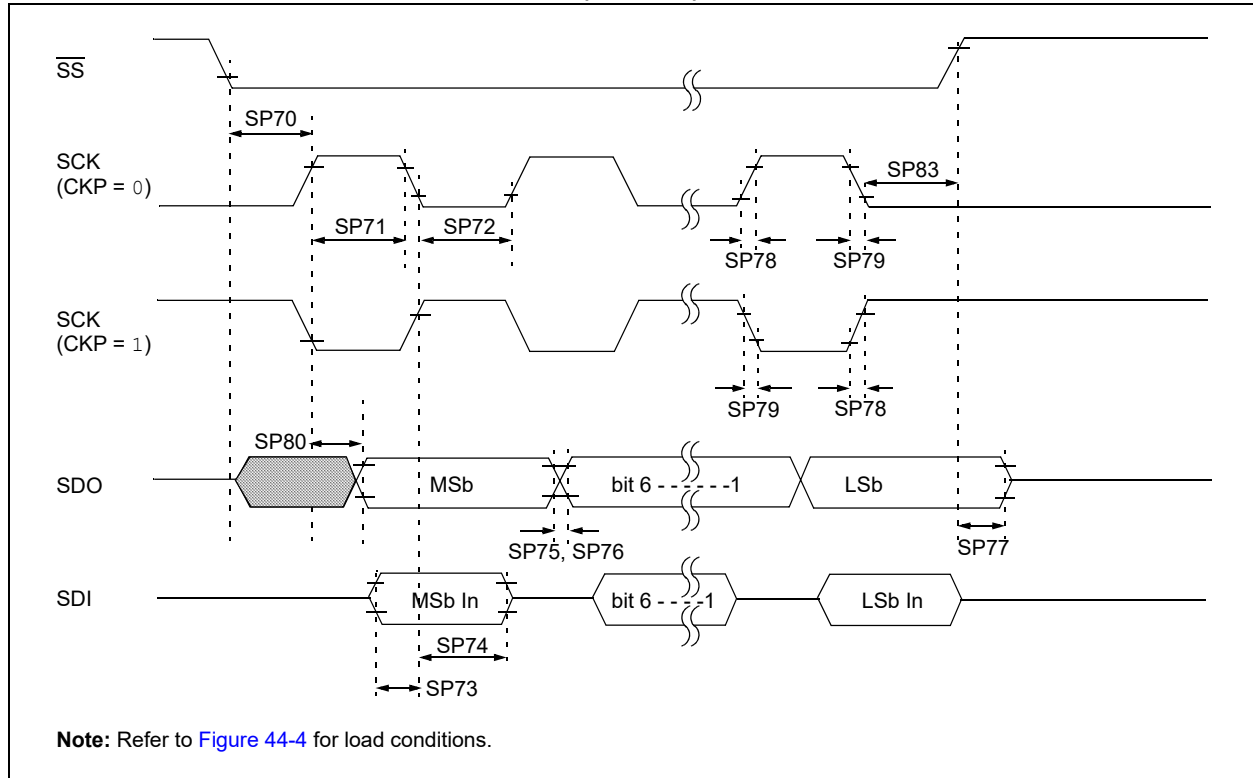 SS
SP70
SCK
(CKP = 0)
SP83
SP71
SP72
SP78
SP79
SCK
(CKP = 1)
SP79
SP78
SP80
SDO
MSb
bit 6 - - - - - - -1
LSb
SP75, SP76
SP77
SDI
MSb In
bit 6 - - - - -1
LSb In
SP74
SP73
Note: Refer to Figure 44-4 for load conditions.